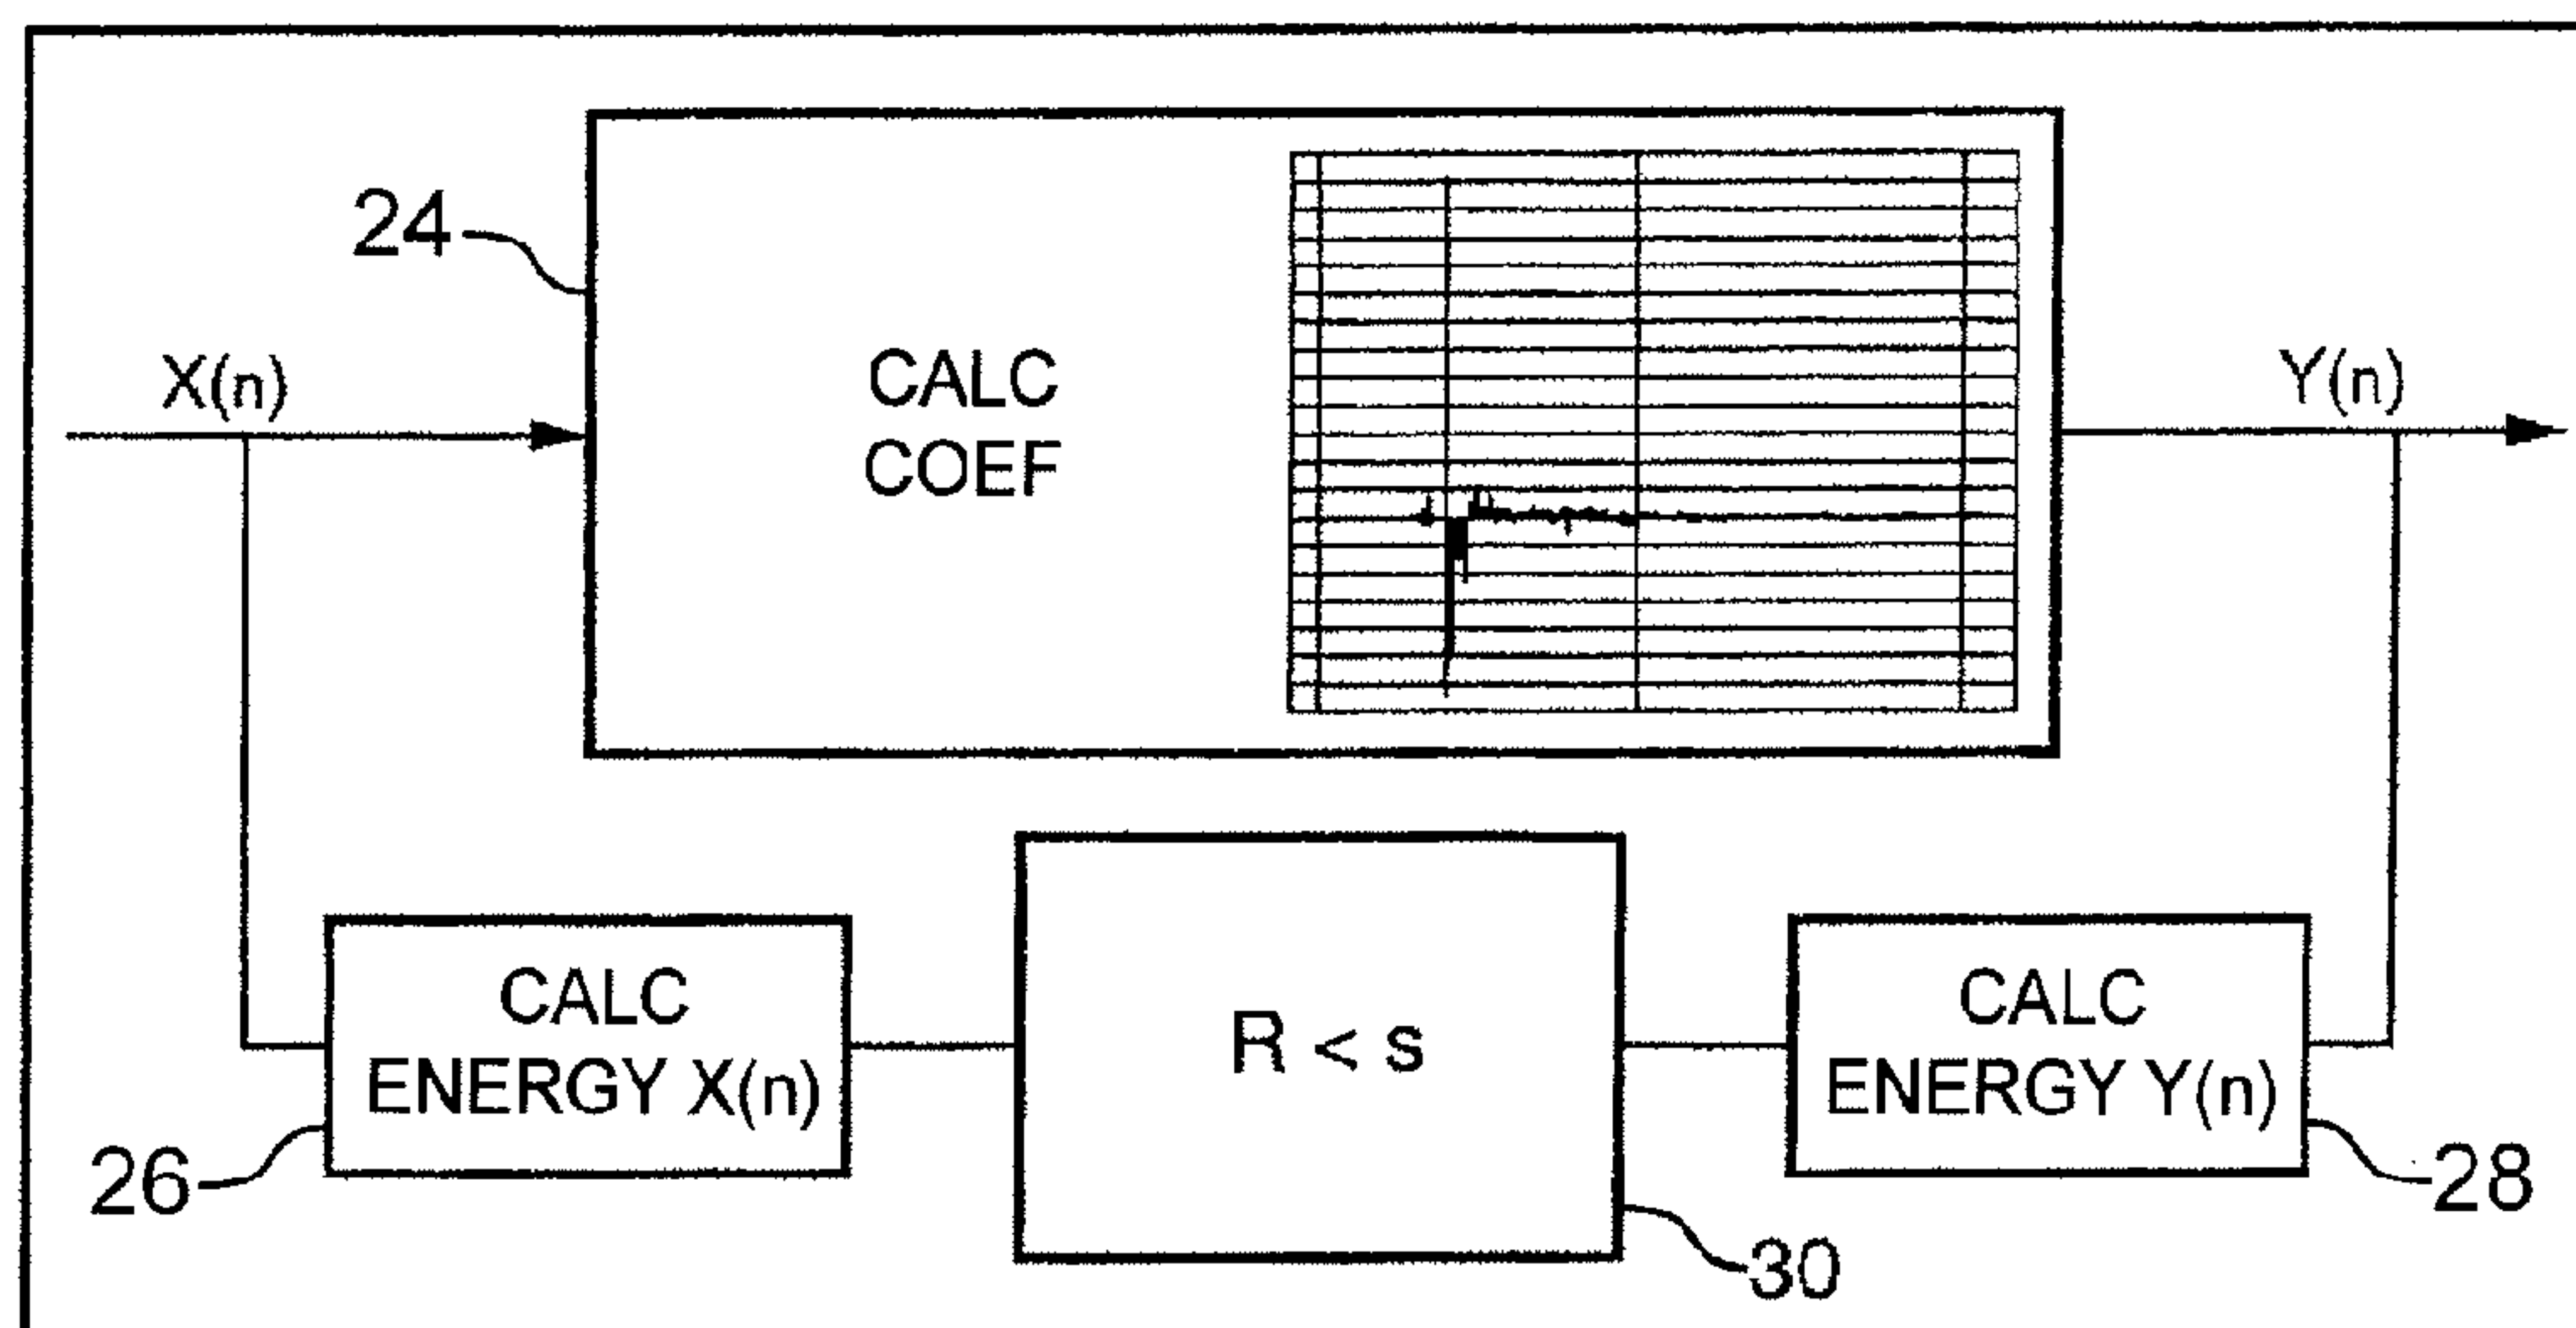 24
X(n)
CALC
COEF
Y(n)
CALC
ENERGY X(n)
R < s
CALC
ENERGY Y(n)
26
28
30